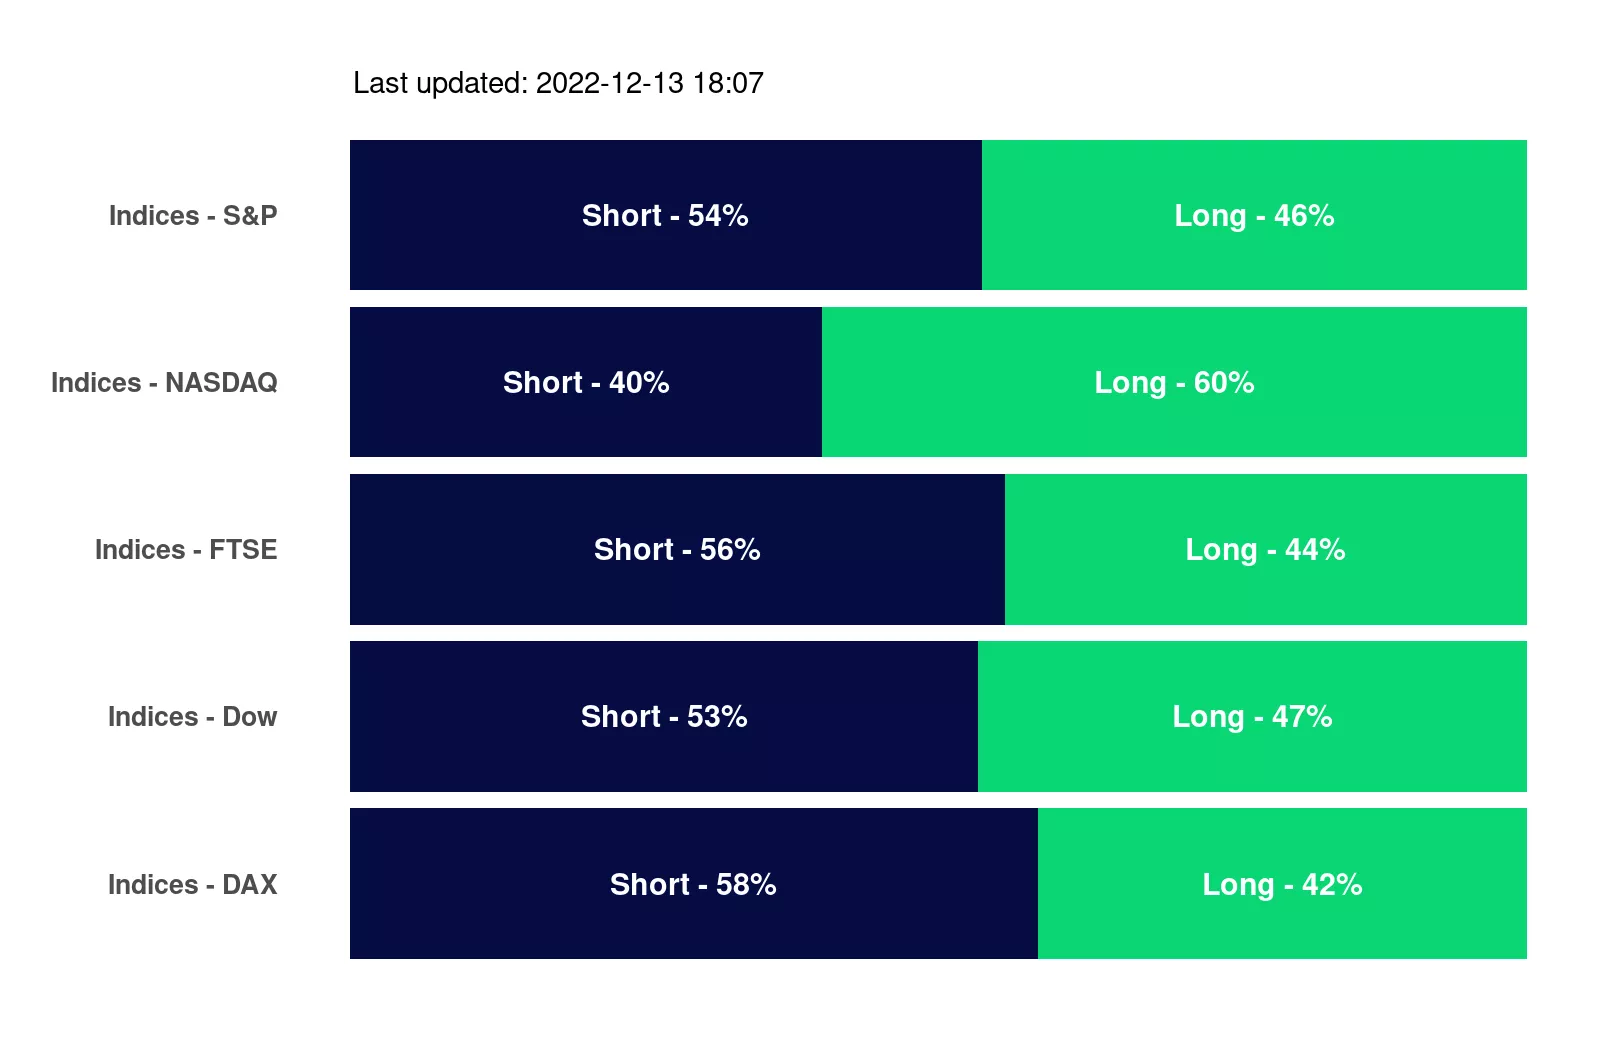 Last updated: 2022-12-13 18:07
Indices - S&P Short - 54% Long - 46%
Indices - NASDAQ Short - 40% Long - 60%
Indices - FTSE Short - 56% Long - 44%
Indices - Dow Short - 53% Long - 47%
Indices - DAX Short - 58% Long - 42%